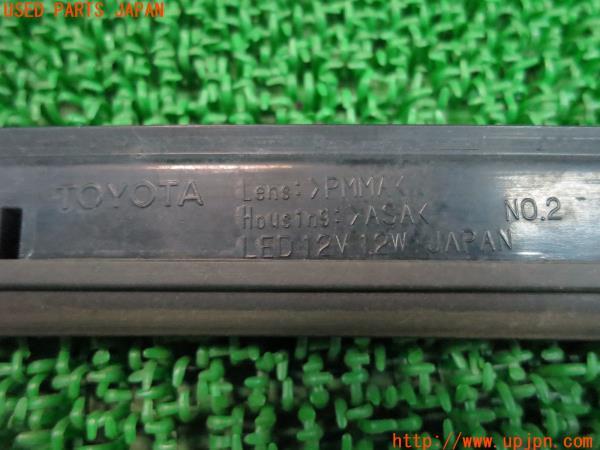 USED PARTS JAPAN
TOYOTA
Lens:>PMMA<
Housing:>ASA<
NO.2
LED 12V 1.2W JAPAN
http://www.upjpn.com/